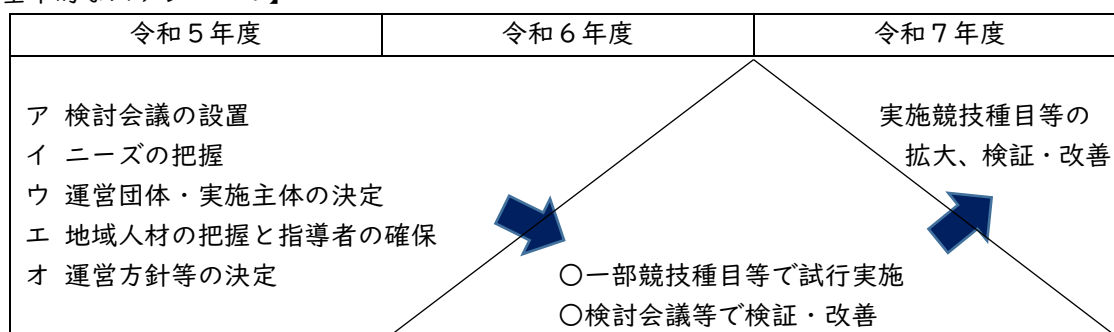 令和5年度 令和6年度 令和7年度
ア 検討会議の設置
イ ニーズの把握
ウ 運営団体・実施主体の決定
エ 地域人材の把握と指導者の確保
オ 運営方針等の決定
〇一部競技種目等で試行実施
〇検討会議等で検証・改善
実施競技種目等の
拡大、検証・改善